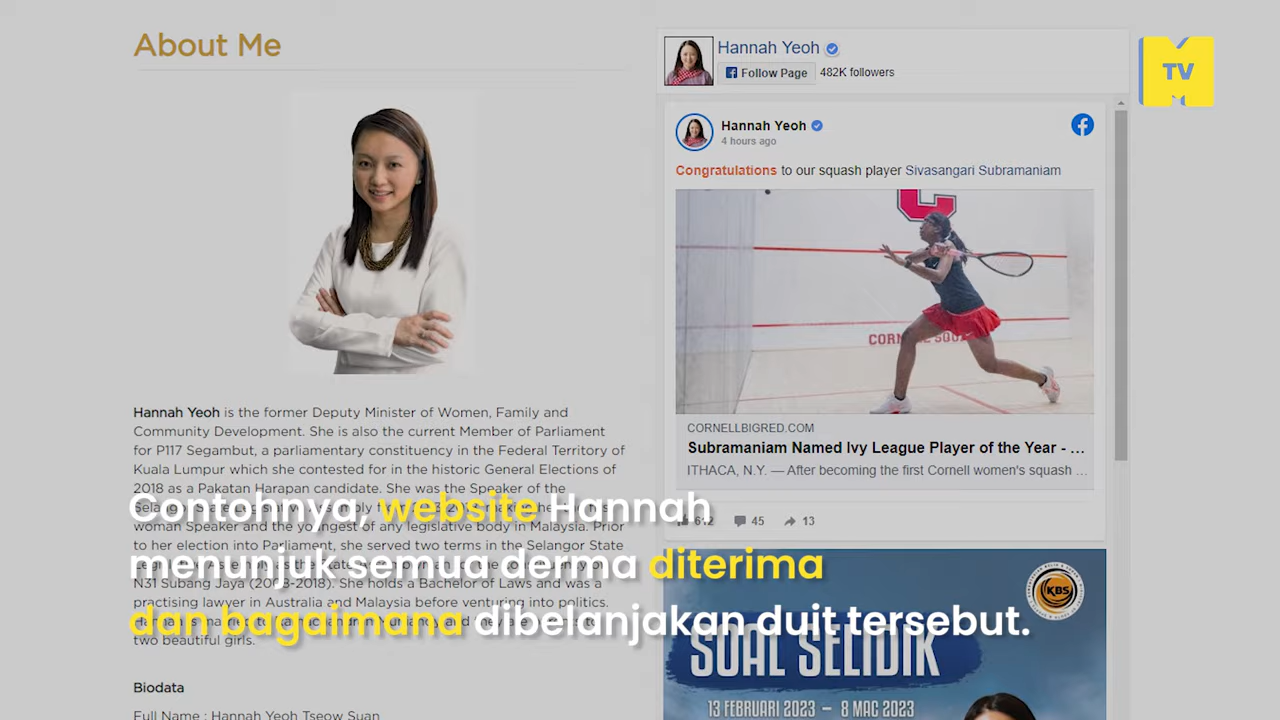 About Me
Hannah Yeoh is the former Deputy Minister of Women, Family and
Community Development. She is also the current Member of Parliament
for P117 Segambut, a parliamentary constituency in the Federal Territory of
Kuala Lumpur which she contested for in the historic General Elections of
2018 as a Pakatan Harapan candidate. She was the Speaker of the
woman Speaker and the youngest of any legislative body in Malaysia. Prior
to her election into Parliament, she served two terms in the Selangor State
N31 Subang Jaya (2008-2018). She holds a Bachelor of Laws and was a
practising lawyer in Australia and Malaysia before venturing into politics.
two beautiful girls.
Biodata
Full Name : Hannah Yeoh Tseow Suan
Hannah Yeoh
Follow Page
482K followers
Hannah Yeoh
4 hours ago
Congratulations to our squash player Sivasangari Subramaniam
C
CORNELL SQU
CORNELLBIGRED.COM
Subramaniam Named Ivy League Player of the Year - ...
ITHACA, N.Y. — After becoming the first Cornell women's squash ...
612 45 13
KBS
SOAL SELIDIK
13 FEBRUARI 2023 – 8 MAC 2023
M
TV
Contohnya, website Hannah
menunjuk semua derma diterima
dan bagaimana dibelanjakan duit tersebut.